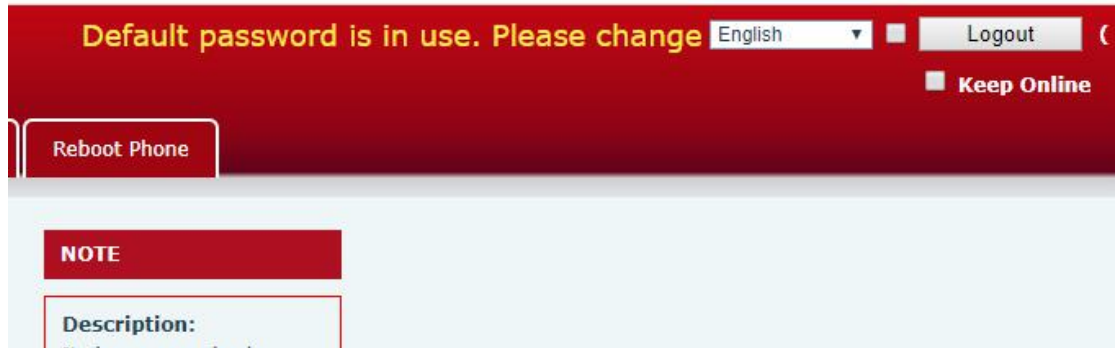 Default password is in use. Please change English Logout (
Keep Online
Reboot Phone
NOTE
Description: